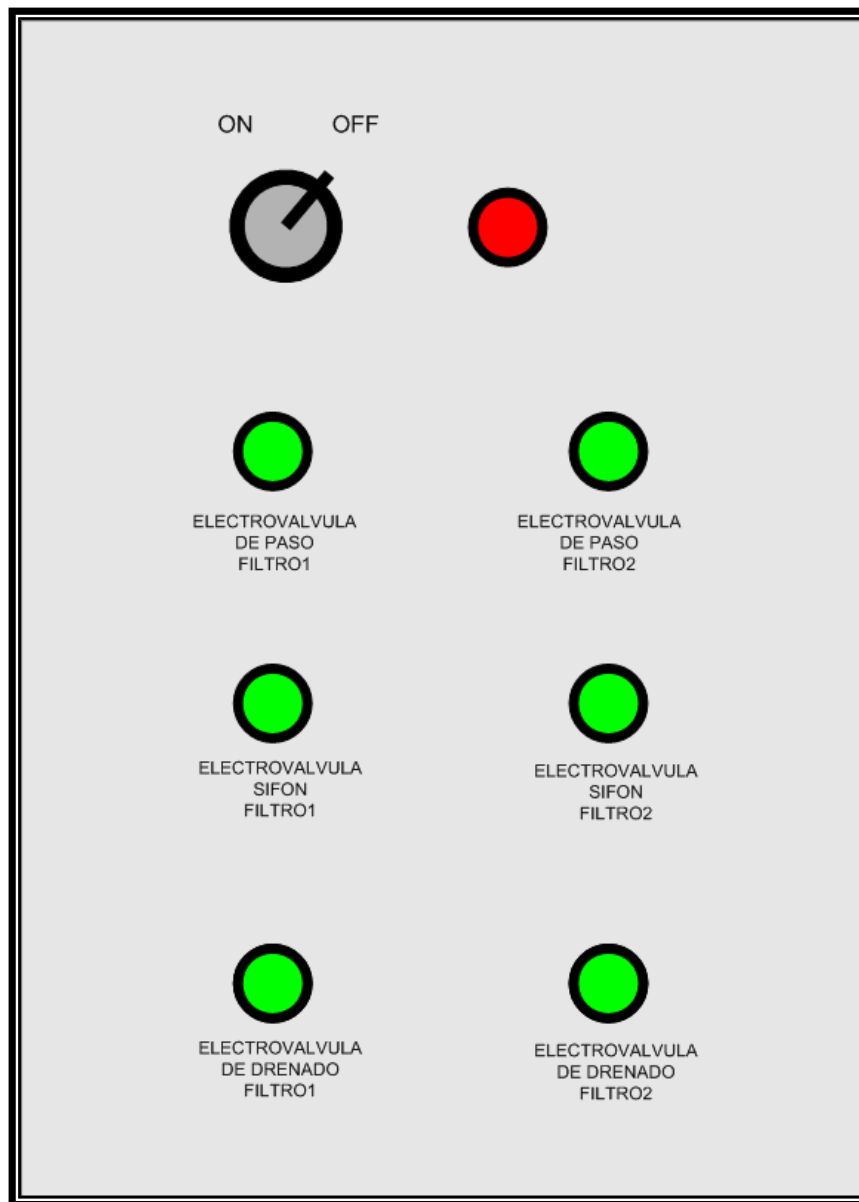 ON OFF
ELECTROVALVULA
DE PASO
FILTRO1
ELECTROVALVULA
DE PASO
FILTRO2
ELECTROVALVULA
SIFON
FILTRO1
ELECTROVALVULA
SIFON
FILTRO2
ELECTROVALVULA
DE DRENADO
FILTRO1
ELECTROVALVULA
DE DRENADO
FILTRO2